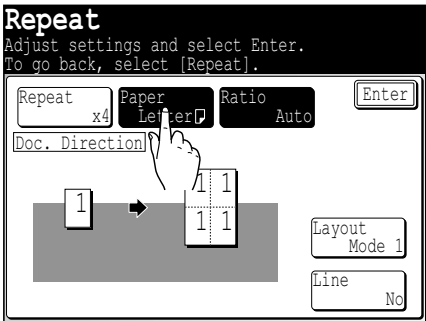 Repeat
Adjust settings and select Enter.
To go back, select [Repeat].
Repeat
x4
Paper
Letter
Ratio
Auto
Enter
Doc. Direction
1
1 1
1 1
Layout
Mode 1
Line
No